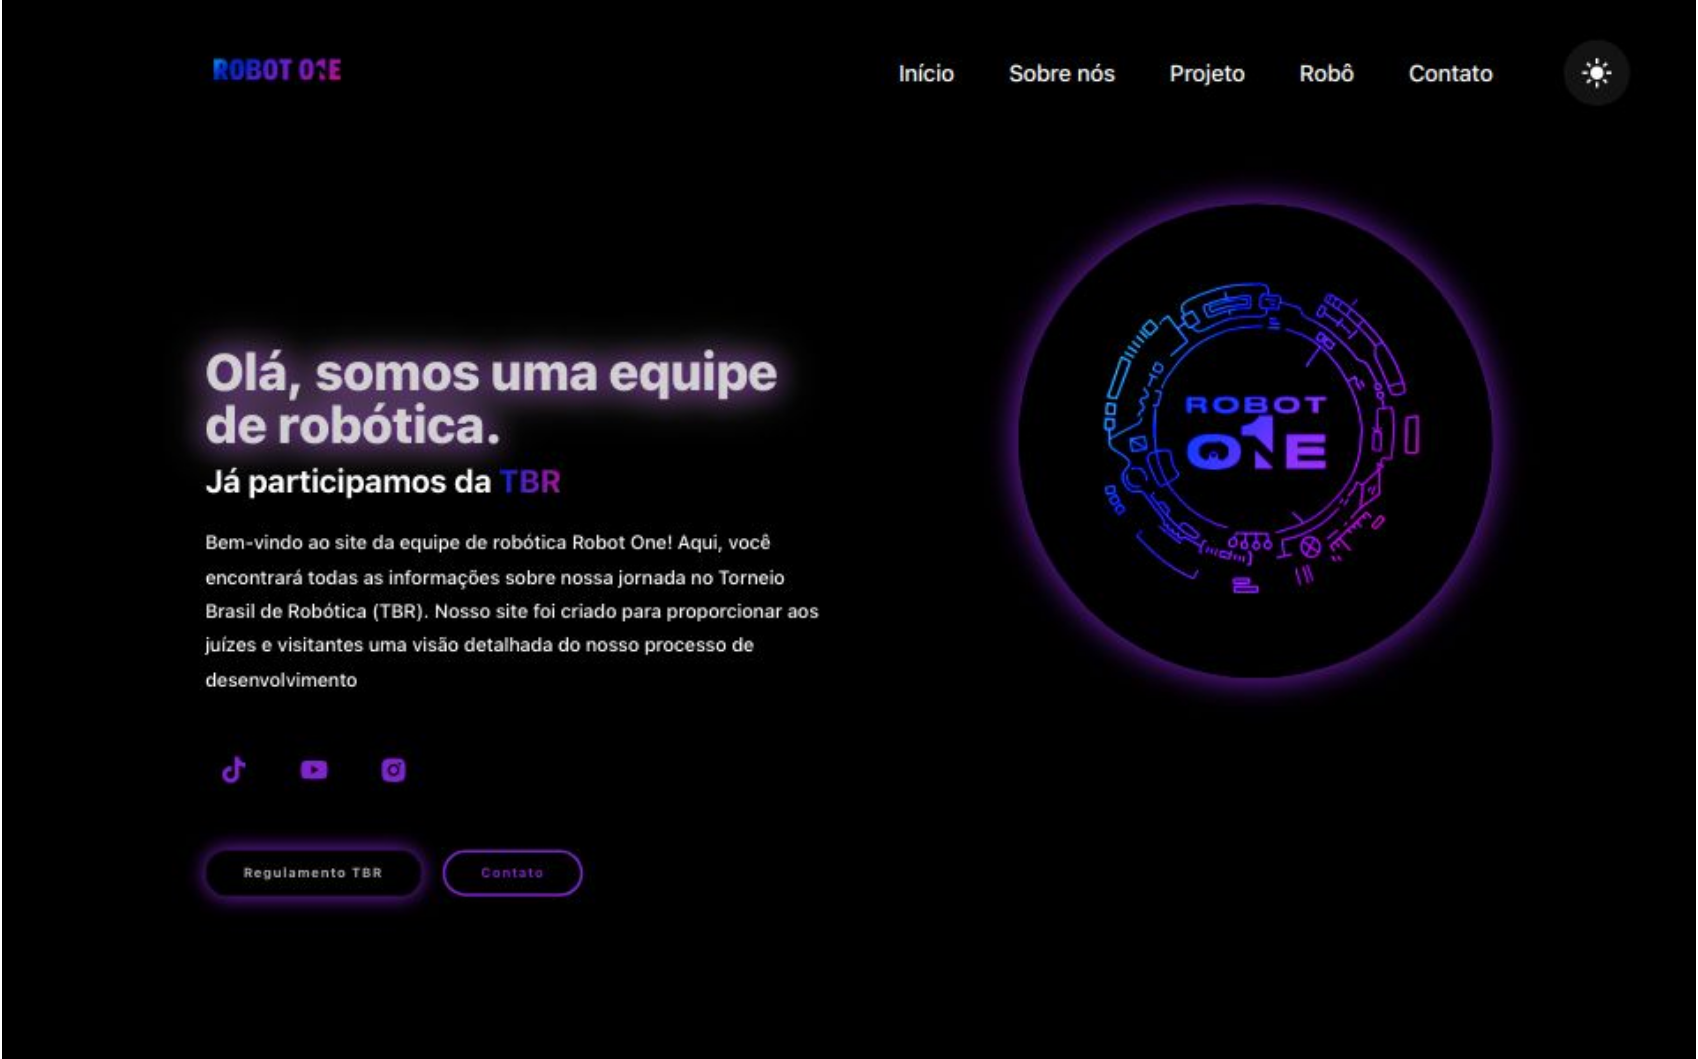 ROBOT ONE
Início Sobre nós Projeto Robô Contato
Olá, somos uma equipe
de robótica.
Já participamos da TBR
Bem-vindo ao site da equipe de robótica Robot One! Aqui, você
encontrará todas as informações sobre nossa jornada no Torneio
Brasil de Robótica (TBR). Nosso site foi criado para proporcionar aos
juízes e visitantes uma visão detalhada do nosso processo de
desenvolvimento
Regulamento TBR Contato
ROBOT
ONE